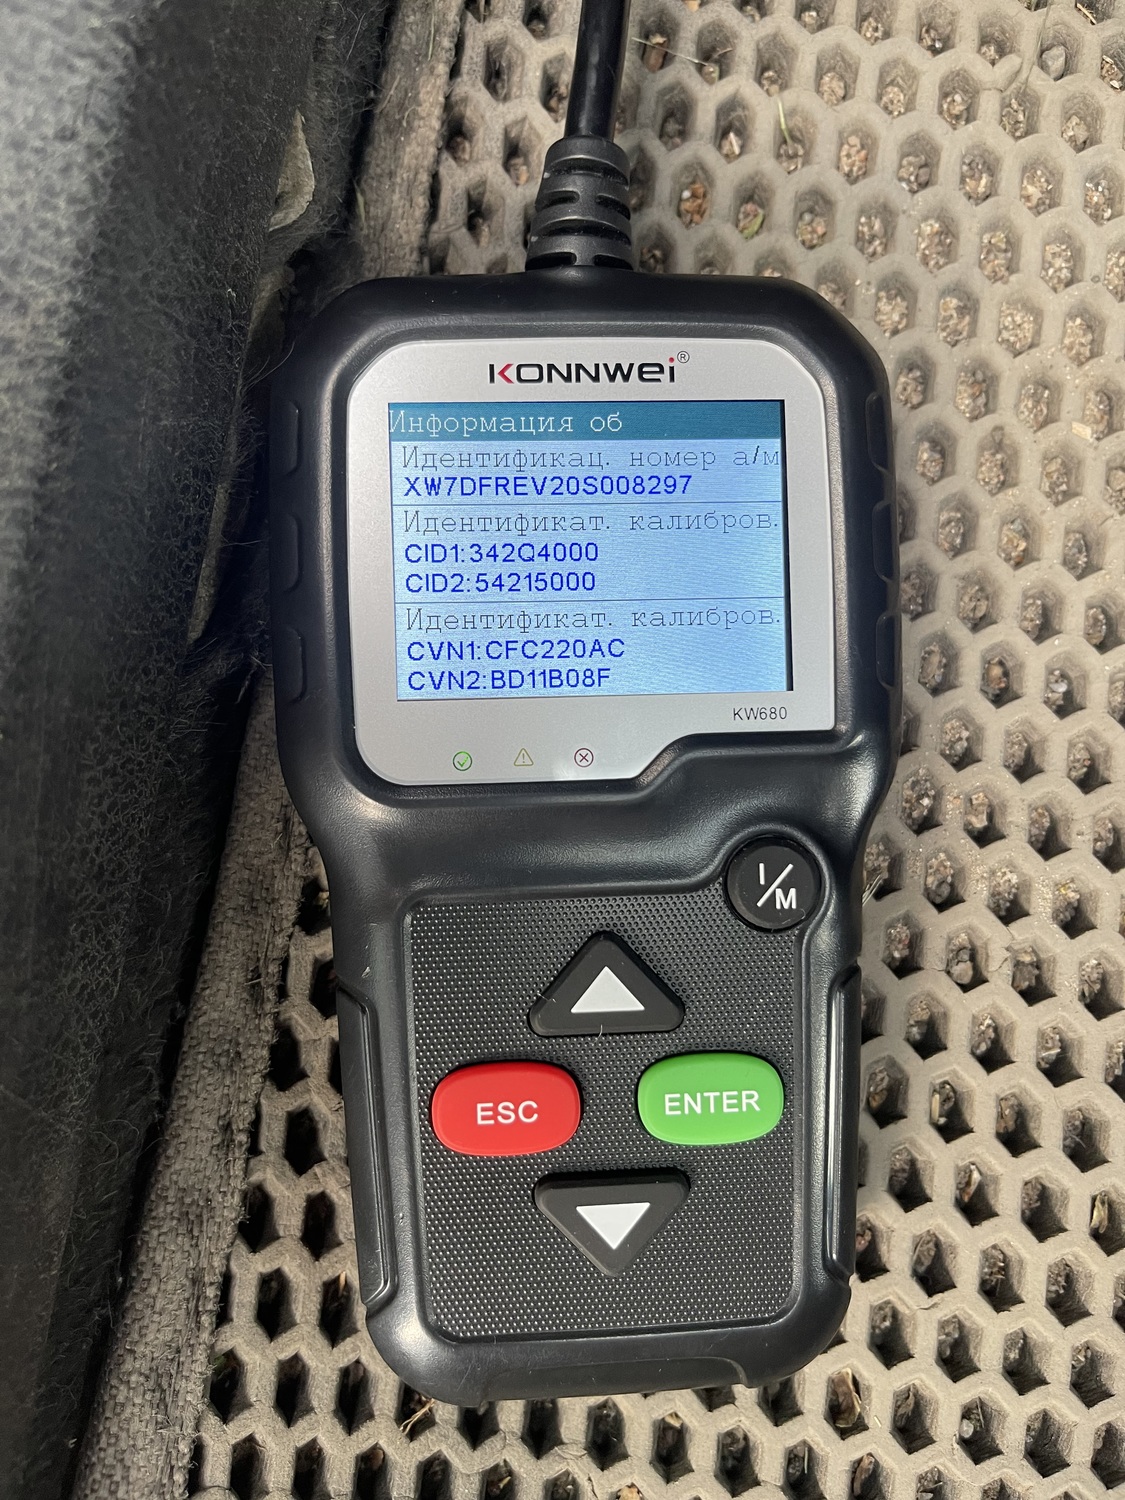 KONNWEI®
Информация об
Идентификац. номер а/м
XW7DFREV20S008297
Идентификат. калибров.
CID1:342Q4000
CID2:54215000
Идентификат. калибров.
CVN1:CFC220AC
CVN2:BD11B08F
KW680
I/M
ESC
ENTER